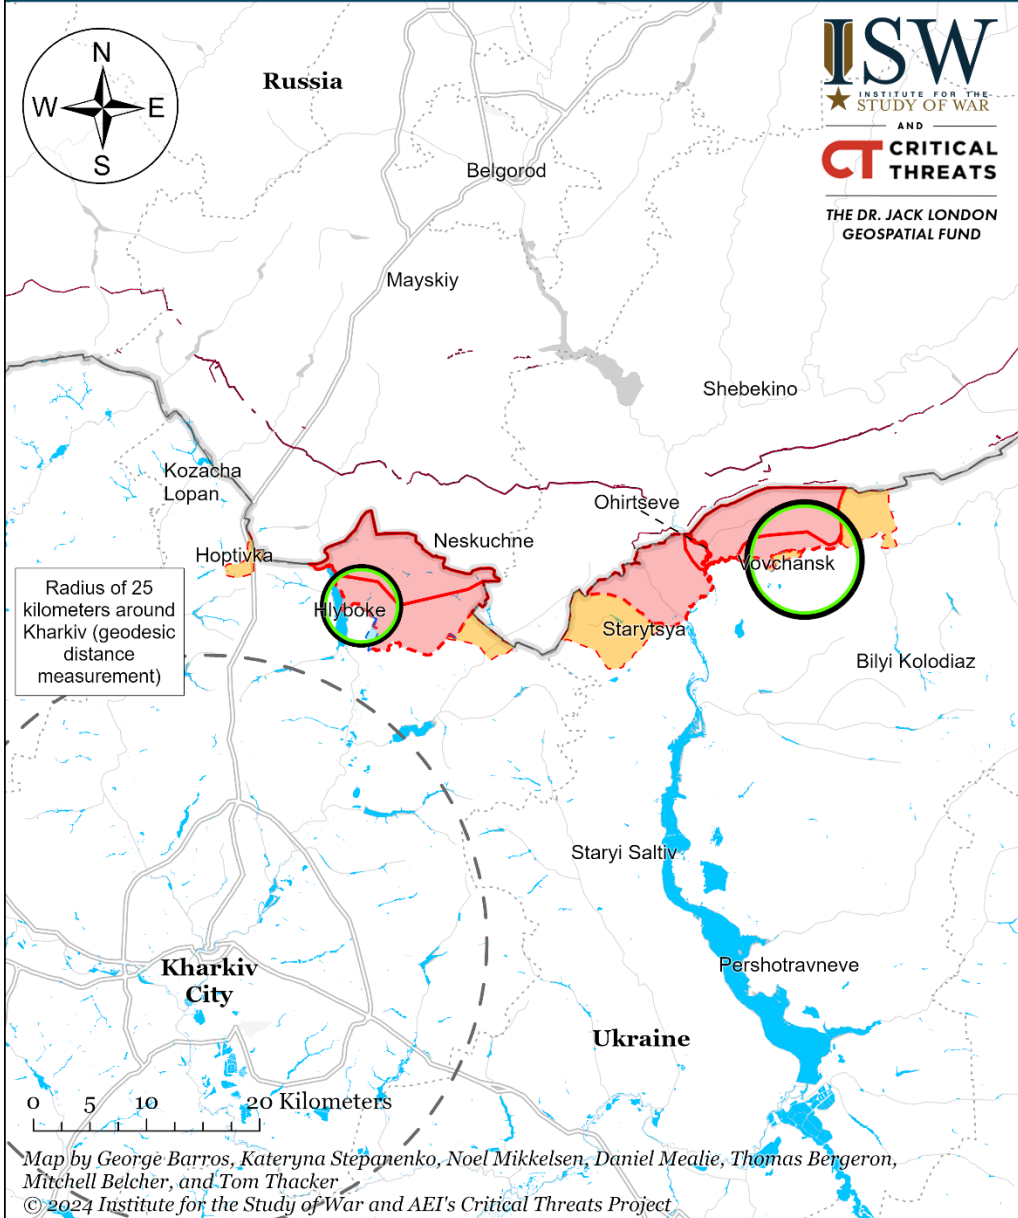 N
W
E
S
Russia
ISW
INSTITUTE FOR THE
STUDY OF WAR
AND
CT CRITICAL
THREATS
THE DR. JACK LONDON
GEOSPATIAL FUND
Belgorod
Mayskiy
Shebekino
Kozacha
Lopan
Ohirtseve
Neskuchne
Hoptivka
Vovchansk
Radius of 25
kilometers around
Kharkiv (geodesic
distance
measurement)
Hlyboke
Starytsya
Bilyi Kolodiaz
Staryi Saltiv
Kharkiv
City
Pershotravneve
Ukraine
0 5 10 20 Kilometers
Map by George Barros, Kateryna Stepanenko, Noel Mikkelsen, Daniel Mealie, Thomas Bergeron,
Mitchell Belcher, and Tom Thacker
© 2024 Institute for the Study of War and AEI's Critical Threats Project